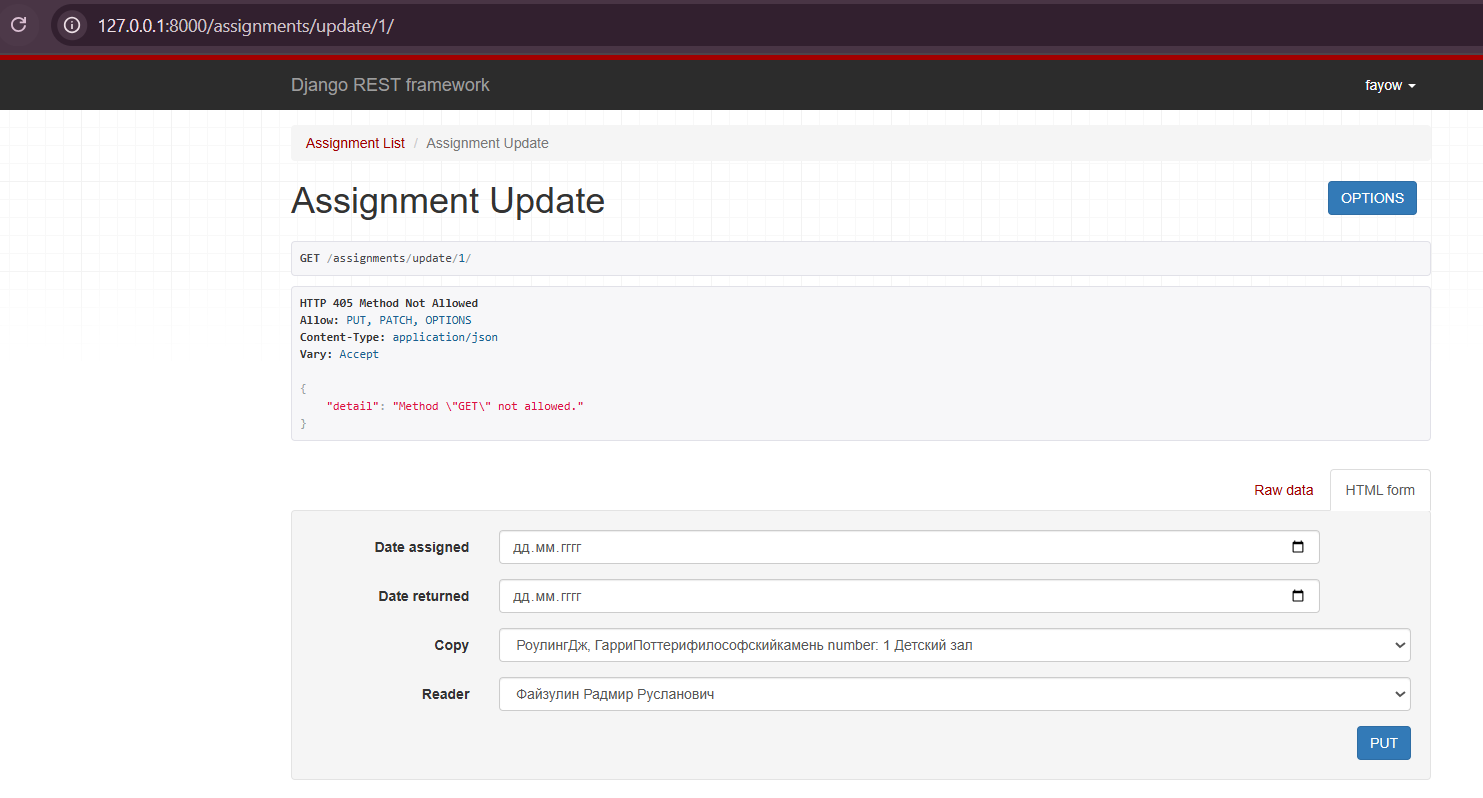 127.0.0.1:8000/assignments/update/1/
Django REST framework
fayow
Assignment List / Assignment Update
Assignment Update
OPTIONS
GET /assignments/update/1/
HTTP 405 Method Not Allowed
Allow: PUT, PATCH, OPTIONS
Content-Type: application/json
Vary: Accept
{
"detail": "Method \"GET\" not allowed."
}
Raw data
HTML form
Date assigned
дд.мм.гггг
Date returned
дд.мм.гггг
Copy
РоулингДж, ГарриПоттерифилософскийкамень number: 1 Детский зал
Reader
Файзулин Радмир Русланович
PUT